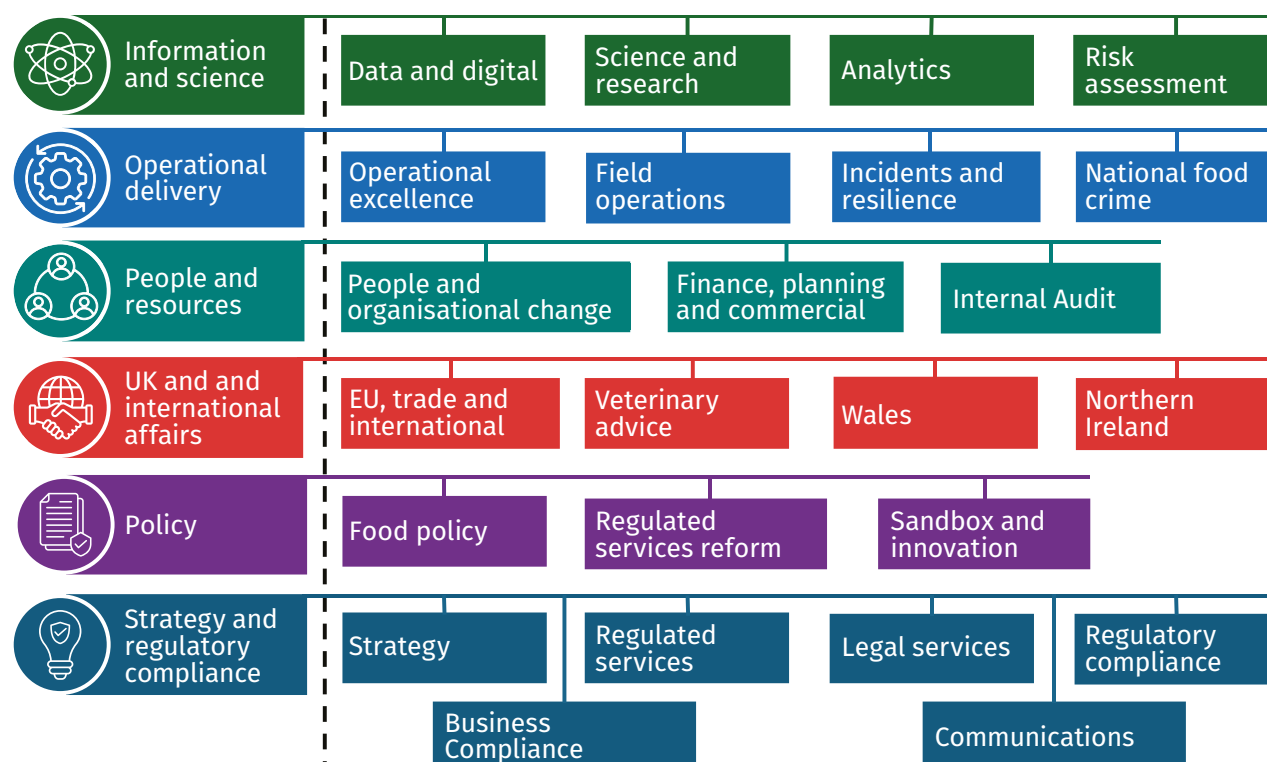 Information
and science
Data and digital
Science and
research
Analytics
Risk
assessment
Operational
delivery
Operational
excellence
Field
operations
Incidents and
resilience
National food
crime
People and
resources
People and
organisational change
Finance, planning
and commercial
Internal Audit
UK and and
international
affairs
EU, trade and
international
Veterinary
advice
Wales
Northern
Ireland
Policy
Food policy
Regulated
services reform
Sandbox and
innovation
Strategy and
regulatory
compliance
Strategy
Regulated
services
Legal services
Regulatory
compliance
Business
Compliance
Communications